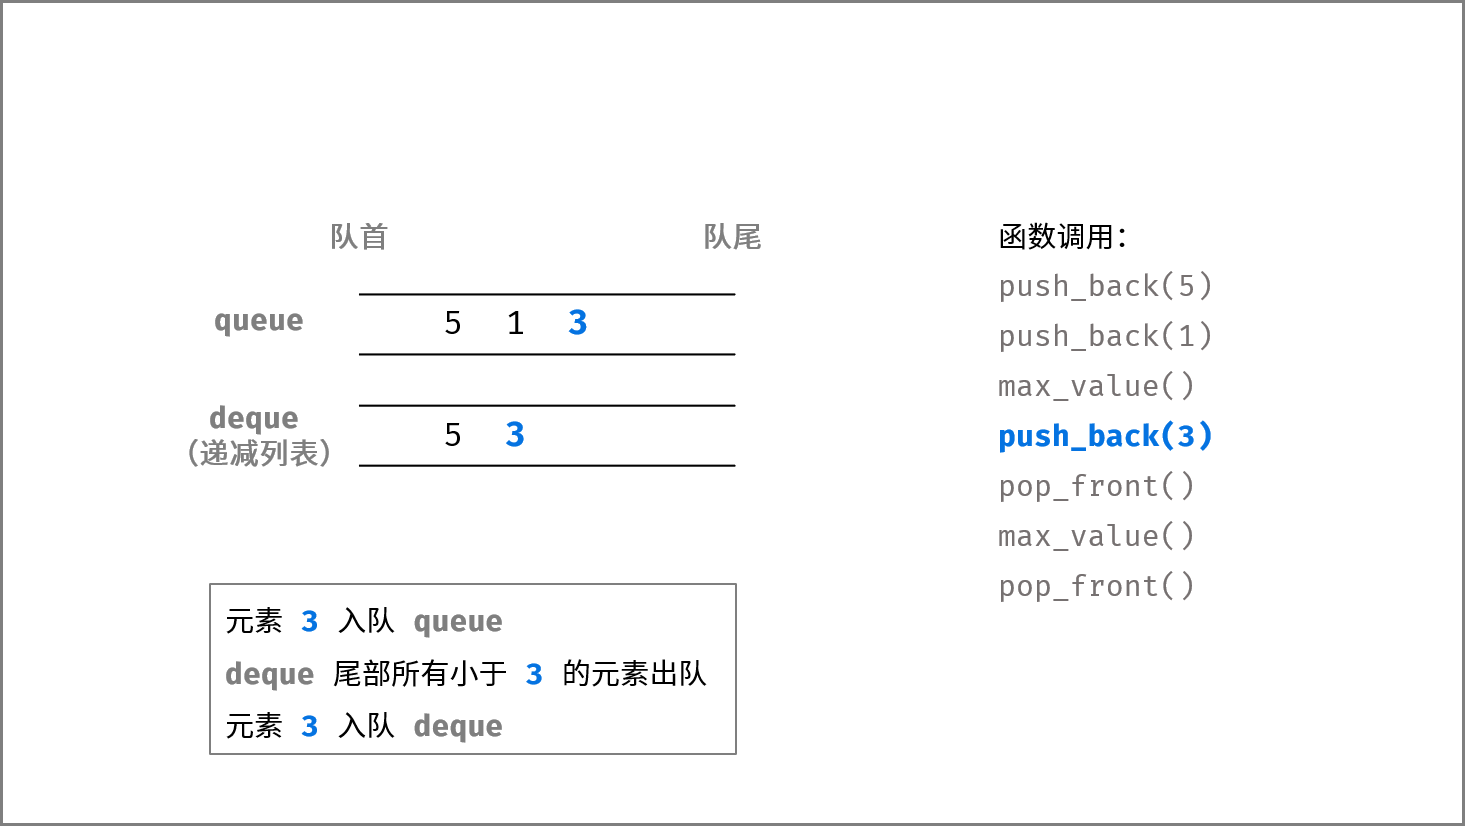 队首 队尾
queue 5 1 3
deque
（递减列表） 5 3
元素 3 入队 queue
deque 尾部所有小于 3 的元素出队
元素 3 入队 deque
函数调用：
push_back(5)
push_back(1)
max_value()
push_back(3)
pop_front()
max_value()
pop_front()